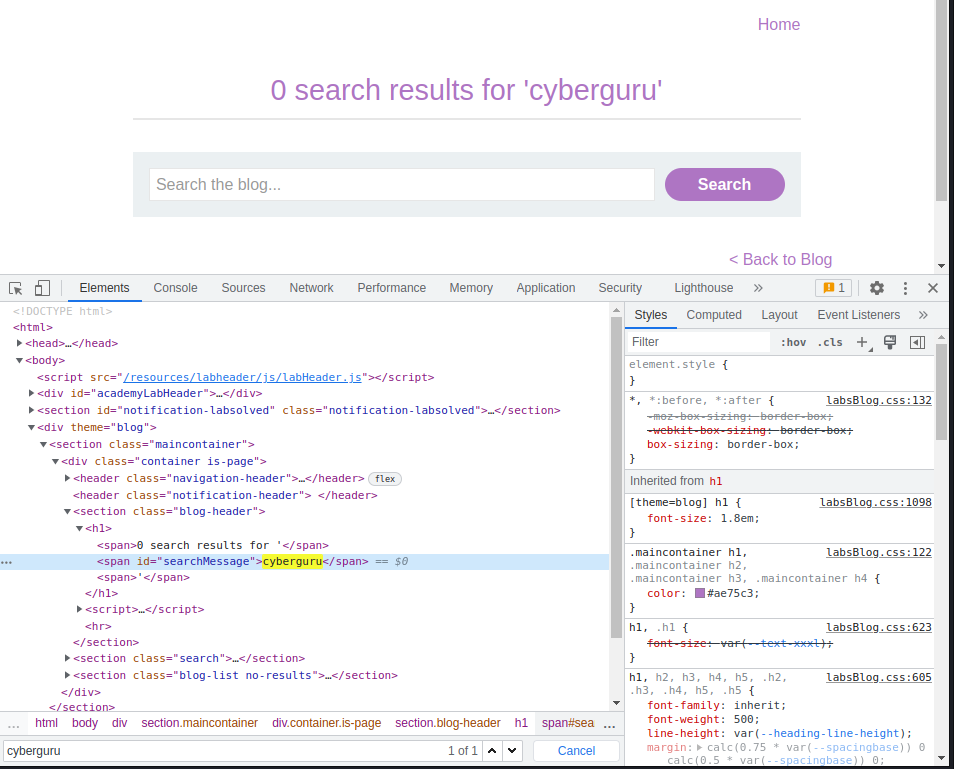 Home
0 search results for 'cyberguru'
Search the blog...
Search
< Back to Blog
Elements Console Sources Network Performance Memory Application Security Lighthouse » 1
<!DOCTYPE html>
<html>
<head>…</head>
<body>
<script src="/resources/labheader/js/labHeader.js"></script>
<div id="academyLabHeader">…</div>
<section id="notification-labsolved" class="notification-labsolved">…</section>
<div theme="blog">
<section class="maincontainer">
<div class="container is-page">
<header class="navigation-header">…</header> flex
<header class="notification-header"> </header>
<section class="blog-header">
<h1>
<span>0 search results for '</span>
<span id="searchMessage">cyberguru</span> == $0
<span>'</span>
</h1>
<script>…</script>
<hr>
</section>
<section class="search">…</section>
<section class="blog-list no-results">…</section>
</div>
</section>
… html body div section.maincontainer div.container.is-page section.blog-header h1 span#sea …
cyberguru 1 of 1 Cancel
Styles Computed Layout Event Listeners »
Filter :hov .cls
element.style {
}
*, *:before, *:after { labsBlog.css:132
-moz-box-sizing: border-box;
-webkit-box-sizing: border-box;
box-sizing: border-box;
}
Inherited from h1
[theme=blog] h1 { labsBlog.css:1098
font-size: 1.8em;
}
.maincontainer h1, labsBlog.css:122
.maincontainer h2,
.maincontainer h3, .maincontainer h4 {
color: #ae75c3;
}
h1, .h1 { labsBlog.css:623
font-size: var(--text-xxxl);
}
h1, h2, h3, h4, h5, .h2, labsBlog.css:605
.h3, .h4, h5, .h5 {
font-family: inherit;
font-weight: 500;
line-height: var(--heading-line-height);
margin: calc(0.75 * var(--spacingbase)) 0
calc(0.5 * var(--spacingbase)) 0;